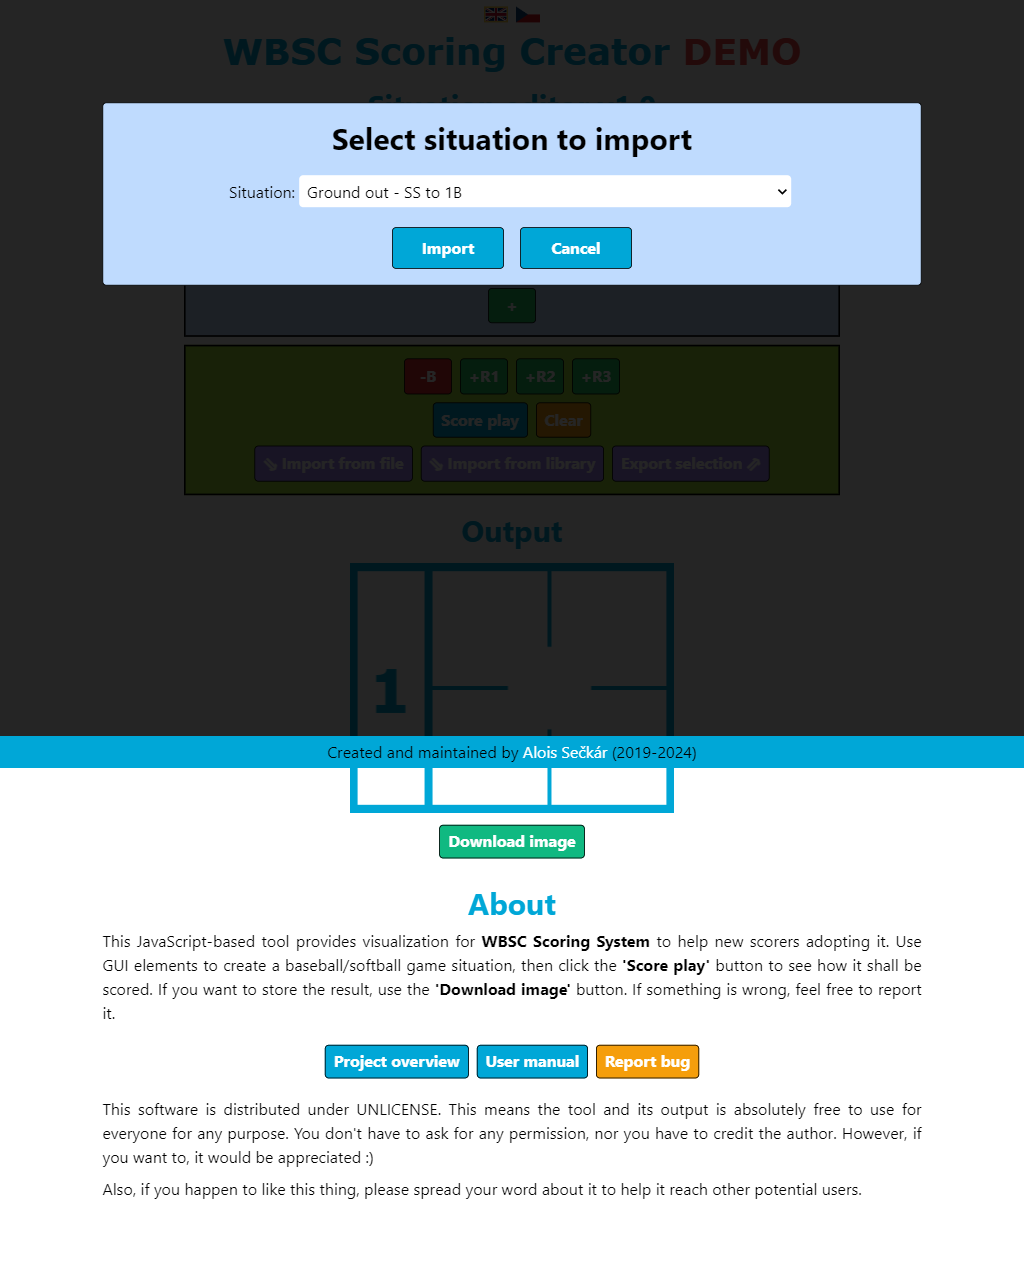 WBSC Scoring Creator DEMO
Select situation to import
Situation: Ground out - SS to 1B
Import Cancel
+
-B +R1 +R2 +R3
Score play Clear
⇘ Import from file ⇘ Import from library Export selection ⇗
Output
1
Created and maintained by Alois Sečkár (2019-2024)
Download image
About
This JavaScript-based tool provides visualization for WBSC Scoring System to help new scorers adopting it. Use
GUI elements to create a baseball/softball game situation, then click the 'Score play' button to see how it shall be
scored. If you want to store the result, use the 'Download image' button. If something is wrong, feel free to report
it.
Project overview User manual Report bug
This software is distributed under UNLICENSE. This means the tool and its output is absolutely free to use for
everyone for any purpose. You don't have to ask for any permission, nor you have to credit the author. However, if
you want to, it would be appreciated :)
Also, if you happen to like this thing, please spread your word about it to help it reach other potential users.